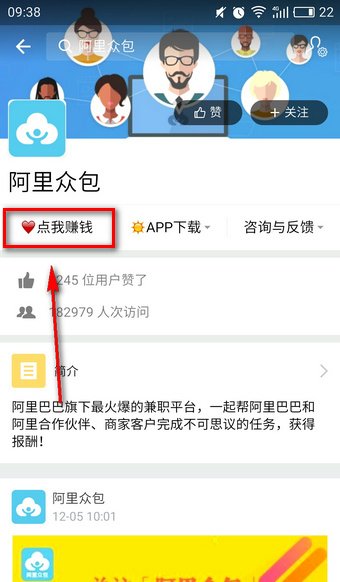 09:38
4G
22
阿里众包
赞
+ 关注
阿里众包
❤点我赚钱
APP下载
咨询与反馈
245 位用户赞了
182979 人次访问
简介
阿里巴巴旗下最火爆的兼职平台，一起帮阿里巴巴和
阿里合作伙伴、商家客户完成不可思议的任务，获得
报酬！
阿里众包
12-05 10:01
关注「阿里众包